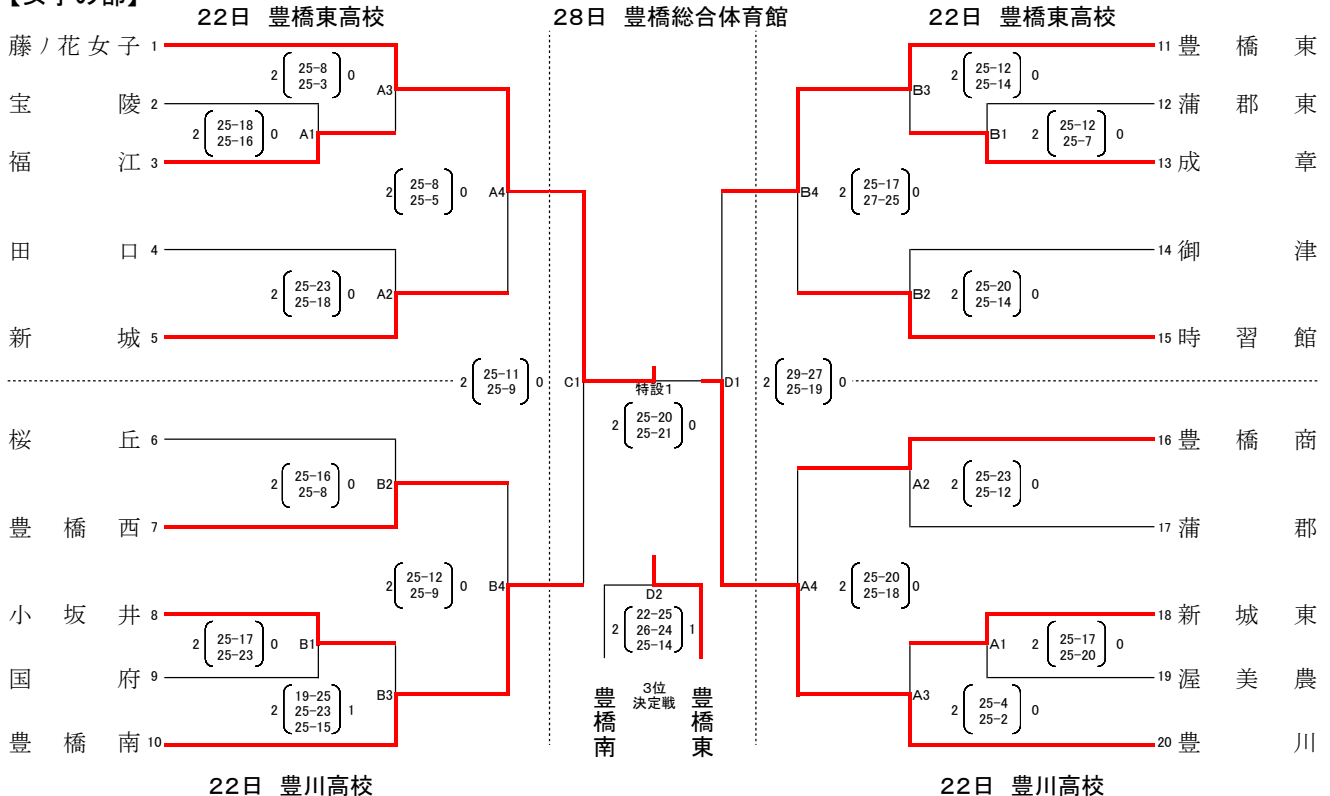 【女子の部】
22日 豊橋東高校
28日 豊橋総合体育館
22日 豊橋東高校
藤ノ花女子 1
宝陵 2
福江 3
田口 4
新城 5
桜丘 6
豊橋西 7
小坂井 8
国府 9
豊橋南 10
2 25-8 0
25-3
A3
2 25-18 0
25-16
A1
2 25-8 0
25-5
A4
2 25-23 0
25-18
A2
2 25-11 0
25-9
C1
2 25-16 0
25-8
B2
2 25-12 0
25-9
B4
2 25-17 0
25-23
B1
2 19-25 1
25-23
25-15
B3
特設1
2 25-20 0
25-21
D2
2 22-25 1
26-24
25-14
3位
決定戦
豊橋南
豊橋東
11 豊橋東
12 蒲郡東
13 成章
14 御津
15 時習館
16 豊橋商
17 蒲郡
18 新城東
19 渥美農
20 豊川
B3
2 25-12 0
25-14
B1
2 25-12 0
25-7
B4
2 25-17 0
27-25
B2
2 25-20 0
25-14
D1
2 29-27 0
25-19
A2
2 25-23 0
25-12
A4
2 25-20 0
25-18
A1
2 25-17 0
25-20
A3
2 25-4 0
25-2
22日 豊川高校
22日 豊川高校